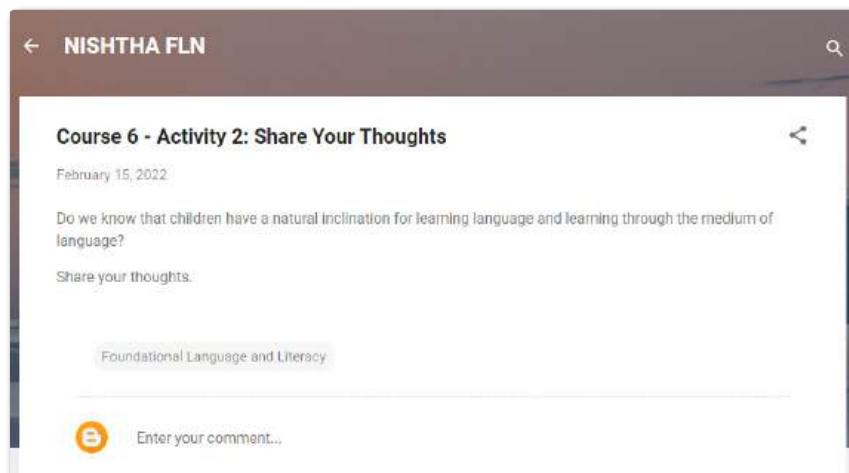 NISHTHA FLN
Course 6 - Activity 2: Share Your Thoughts
February 15, 2022
Do we know that children have a natural inclination for learning language and learning through the medium of
language?
Share your thoughts.
Foundational Language and Literacy
Enter your comment...